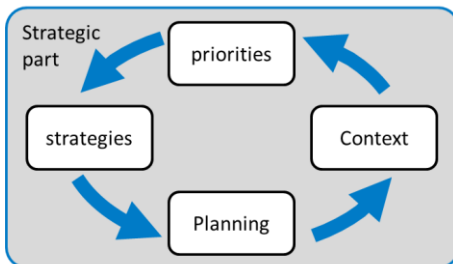 Strategic
part
priorities
strategies
Context
Planning